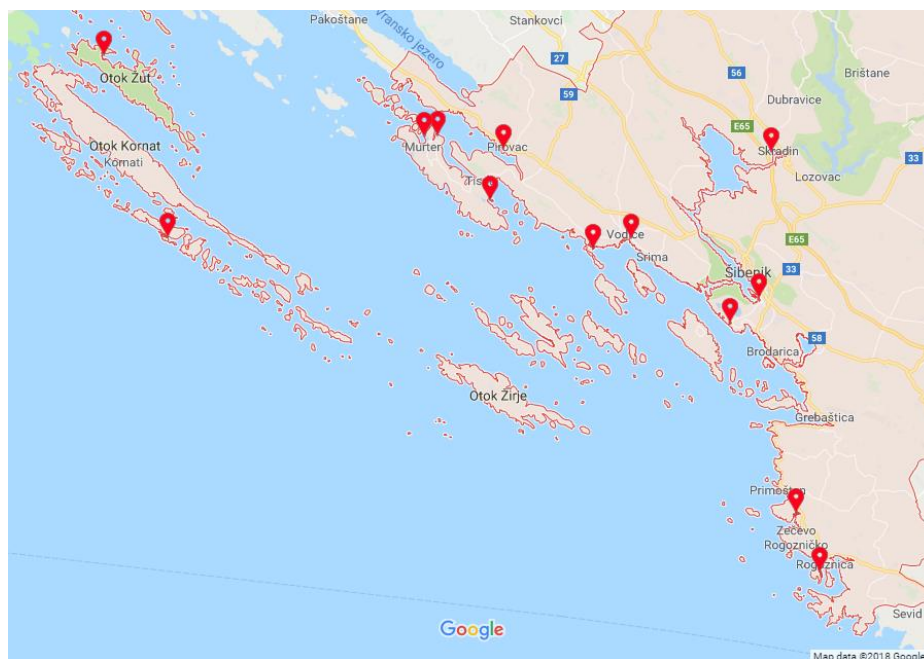 Pakoštane
Stankovci
Vransko jezero
27
56
Brištane
59
Dubravice
Otok Žut
E65
Murter
Pirovac
Skradin
33
Otok Kornat
Kornati
Lozovac
Vodice
E65
Srima
Šibenik
33
58
Brodarica
Otok Žirje
Grebaštica
Primošten
Zečevo
Rogozničko
Rogoznica
Sevid
Google
Map data ©2018 Google